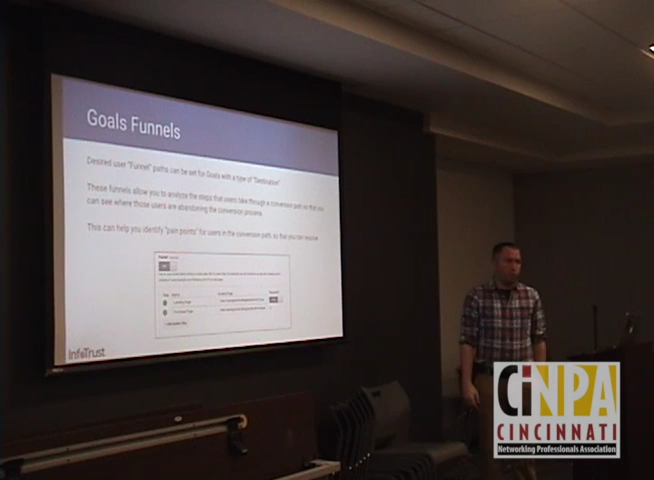 Goals Funnels
Desired user "Funnel" paths can be set for Goals with a type of "Destination"
These funnels allow you to analyze the steps that users take through a conversion path so that you
can see where those users are abandoning the conversion process.
This can help you identify "pain points" for users in the conversion path, so that you can resolve
InfoTrust
CiNPA
CINCINNATI
Networking Professionals Association